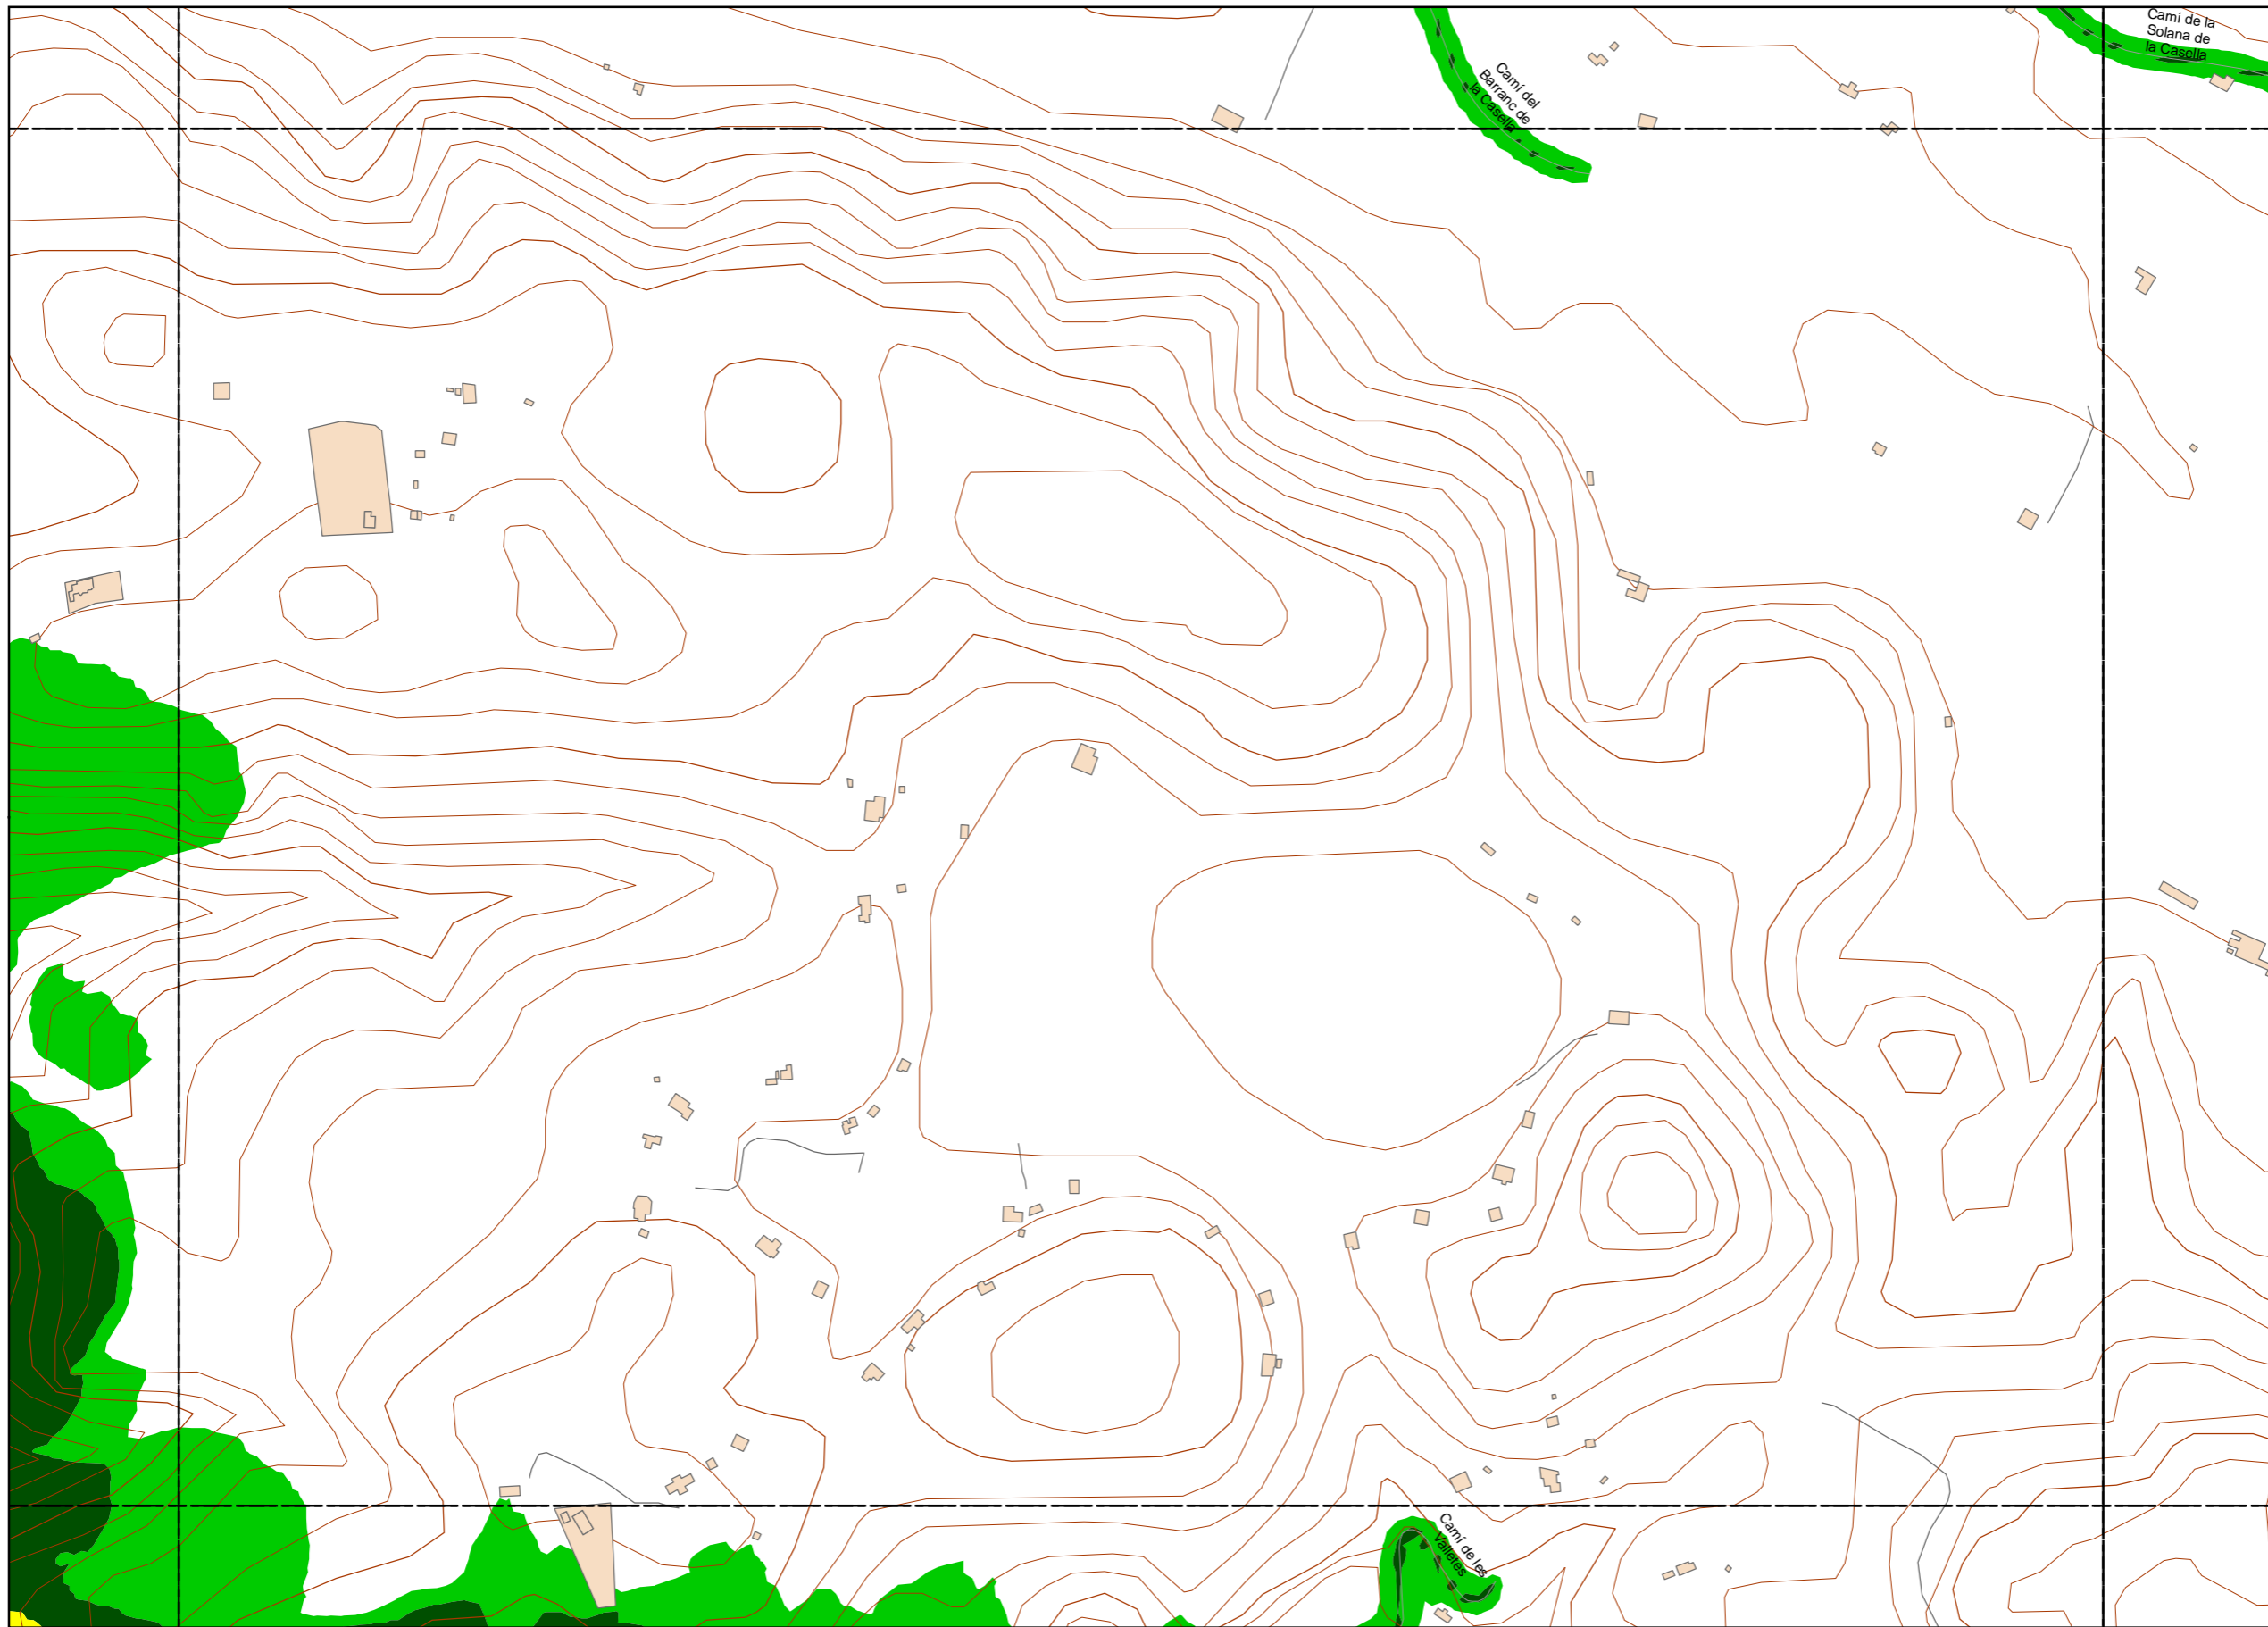 Camí de la
Solana de
la Casella
Camí del
Barranc de
la Casella
Camí de les
Valletes